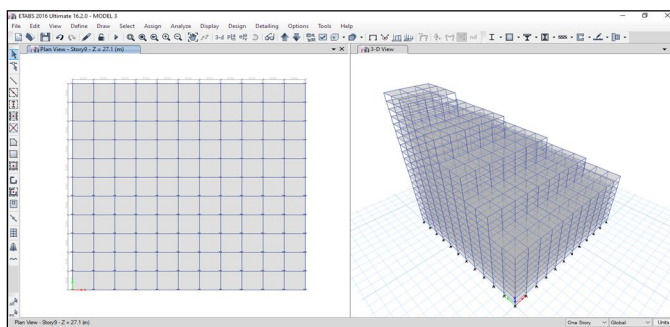 ETABS 2016 Ultimate 16.2.0 - MODEL 3
File Edit View Define Draw Select Assign Analyze Display Design Detailing Options Tools Help
Plan View - Story9 - Z = 27.1 (m)
3-D View
Plan View - Story9 - Z = 27.1 (m)
One Story
Global
Units